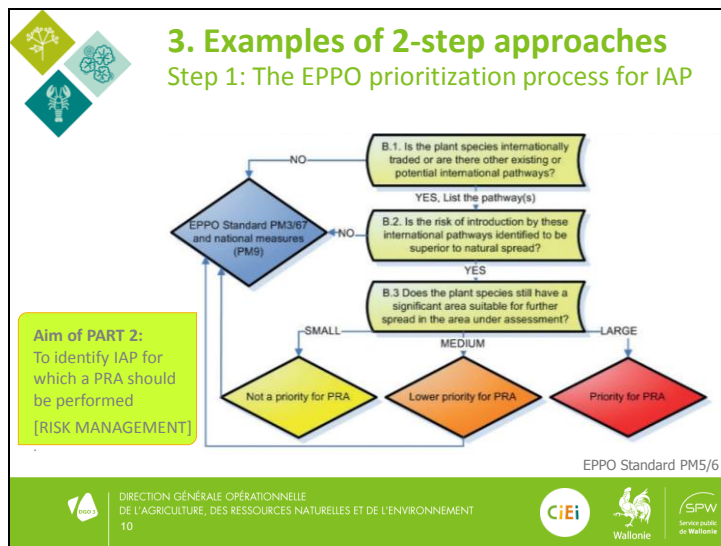 3. Examples of 2-step approaches
Step 1: The EPPO prioritization process for IAP
B.1. Is the plant species internationally
traded or are there other existing or
potential international pathways?
NO
YES, List the pathway(s)
EPPO Standard PM3/67
and national measures
(PM9)
NO
B.2. Is the risk of introduction by these
international pathways identified to be
superior to natural spread?
YES
B.3 Does the plant species still have a
significant area suitable for further
spread in the area under assessment?
SMALL
MEDIUM
LARGE
Aim of PART 2:
To identify IAP for
which a PRA should
be performed
[RISK MANAGEMENT]
.
Not a priority for PRA
Lower priority for PRA
Priority for PRA
EPPO Standard PM5/6
DGO 3
DIRECTION GÉNÉRALE OPÉRATIONNELLE
DE L'AGRICULTURE, DES RESSOURCES NATURELLES ET DE L'ENVIRONNEMENT
10
CiEi
Wallonie
SPW
Service public
de Wallonie